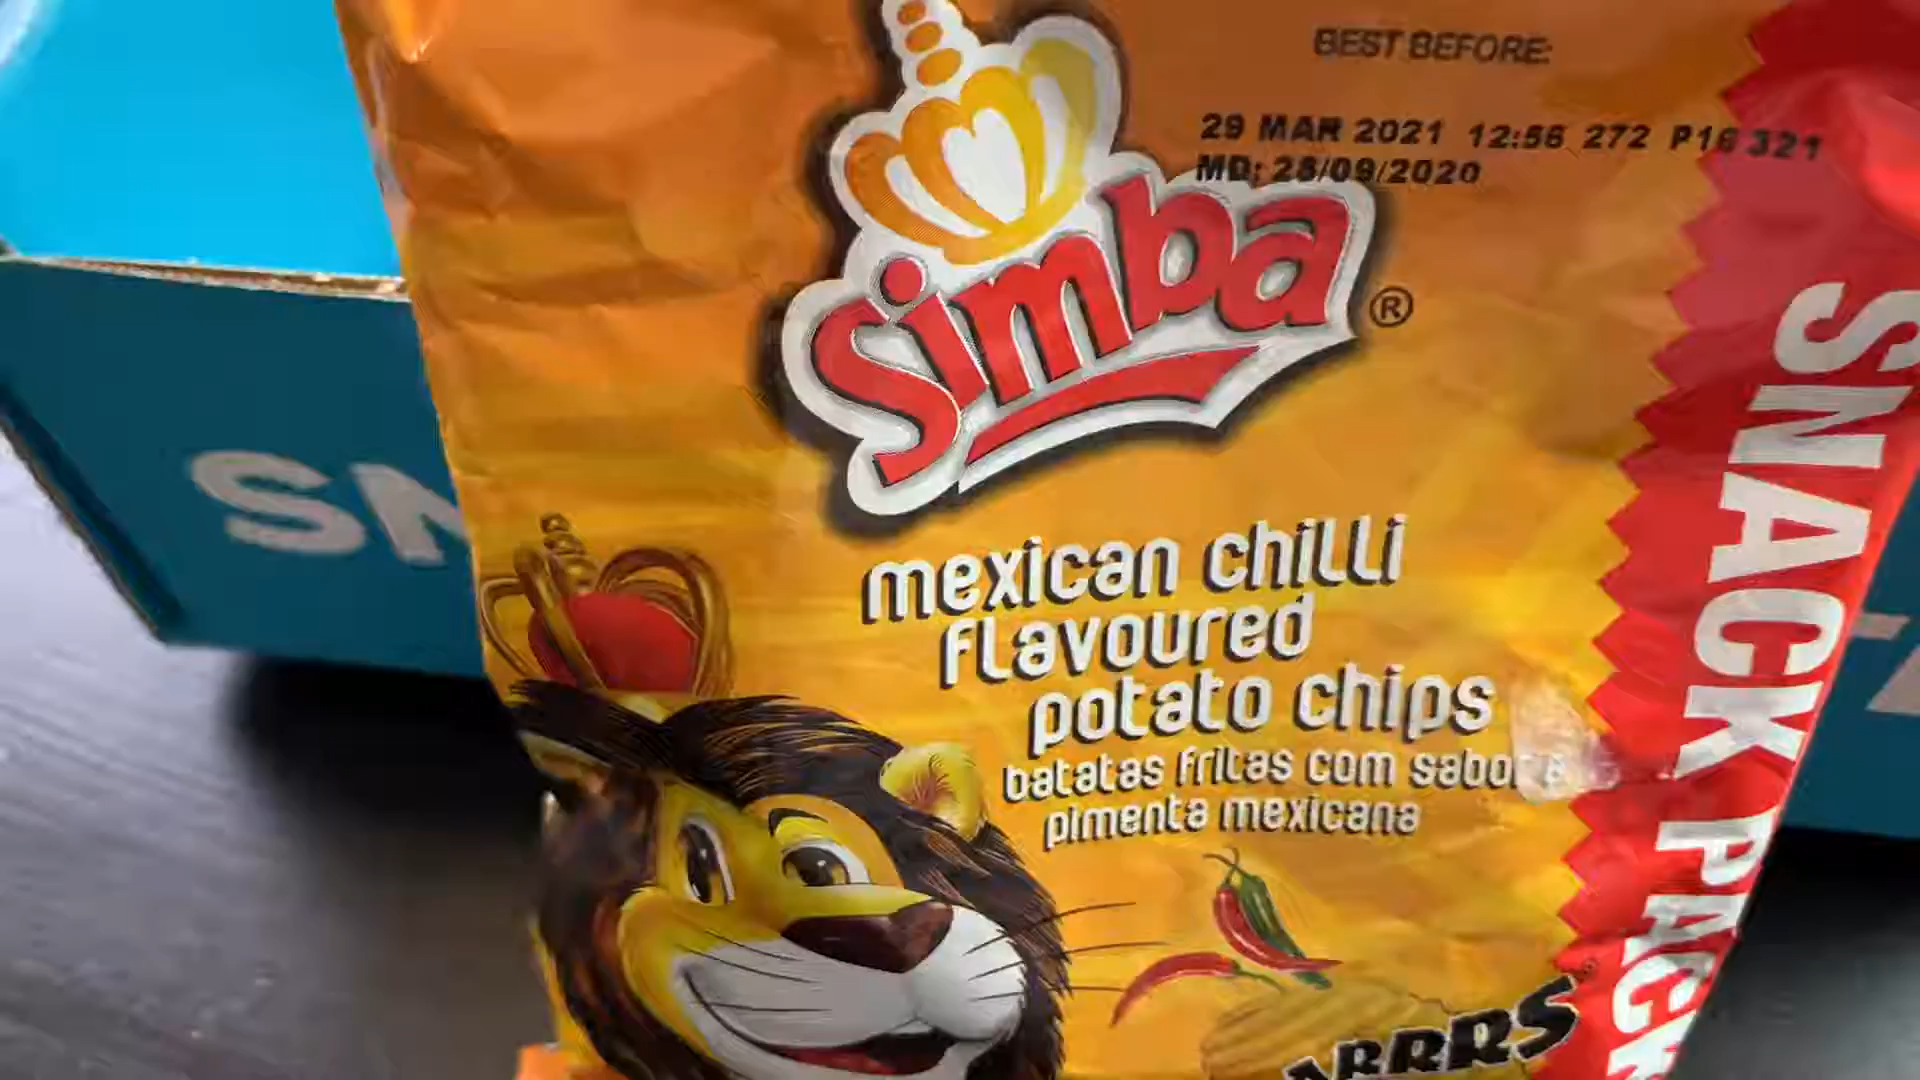 BEST BEFORE:
29 MAR 2021 12:56 272 P16 321
MD: 28/09/2020
Simba ®
mexican chilli
flavoured
potato chips
batatas fritas com sabor a
pimenta mexicana
SNACK PACK
SN